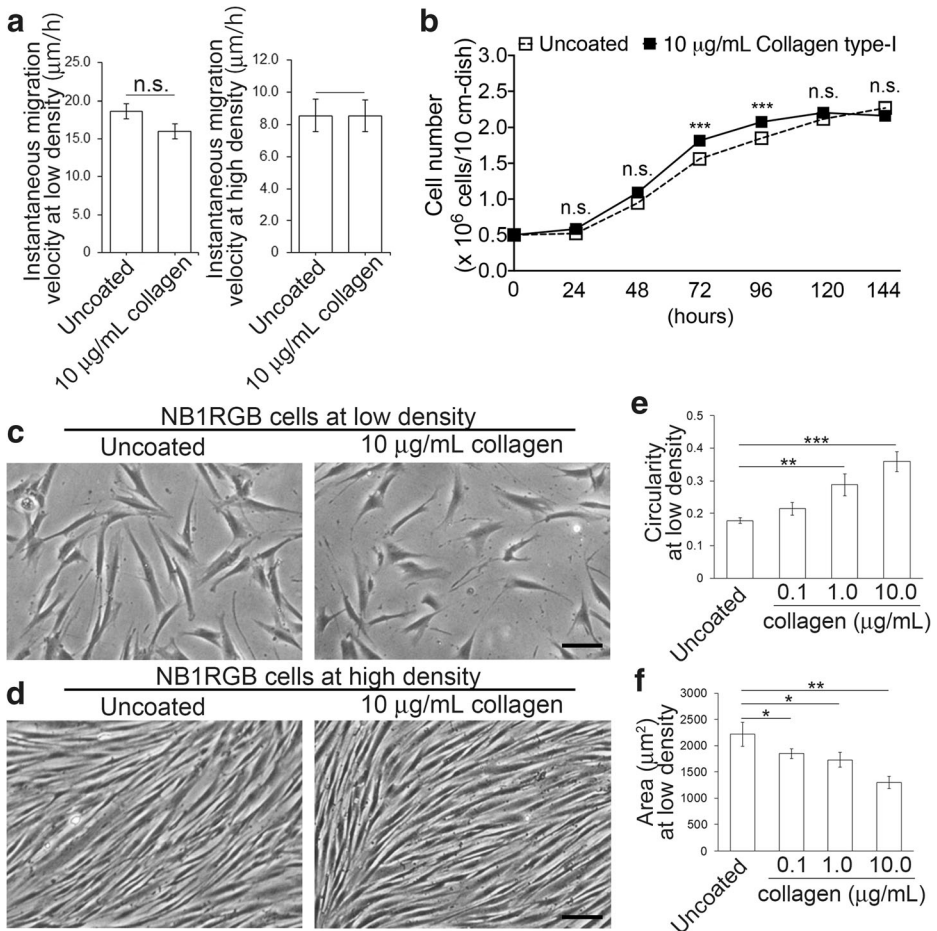 a
Instantaneous migration
velocity at low density (μm/h)
25.0
20.0
15.0
10.0
5.0
0
n.s.
Uncoated
10 μg/mL collagen
Instantaneous migration
velocity at high density (μm/h)
12.0
10.0
8.0
6.0
4.0
2.0
0
Uncoated
10 μg/mL collagen
b
Uncoated
10 μg/mL Collagen type-I
Cell number
(x 10⁶ cells/10 cm-dish)
3.0
2.5
2.0
1.5
1.0
0.5
0.0
n.s.
n.s.
***
***
n.s.
n.s.
0 24 48 72 96 120 144
(hours)
c
NB1RGB cells at low density
Uncoated
10 μg/mL collagen
d
NB1RGB cells at high density
Uncoated
10 μg/mL collagen
e
Circularity
at low density
0.5
0.4
0.3
0.2
0.1
0
***
**
Uncoated
0.1 1.0 10.0
collagen (μg/mL)
f
Area (μm²)
at low density
3000
2500
2000
1500
1000
500
0
**
*
*
Uncoated
0.1 1.0 10.0
collagen (μg/mL)